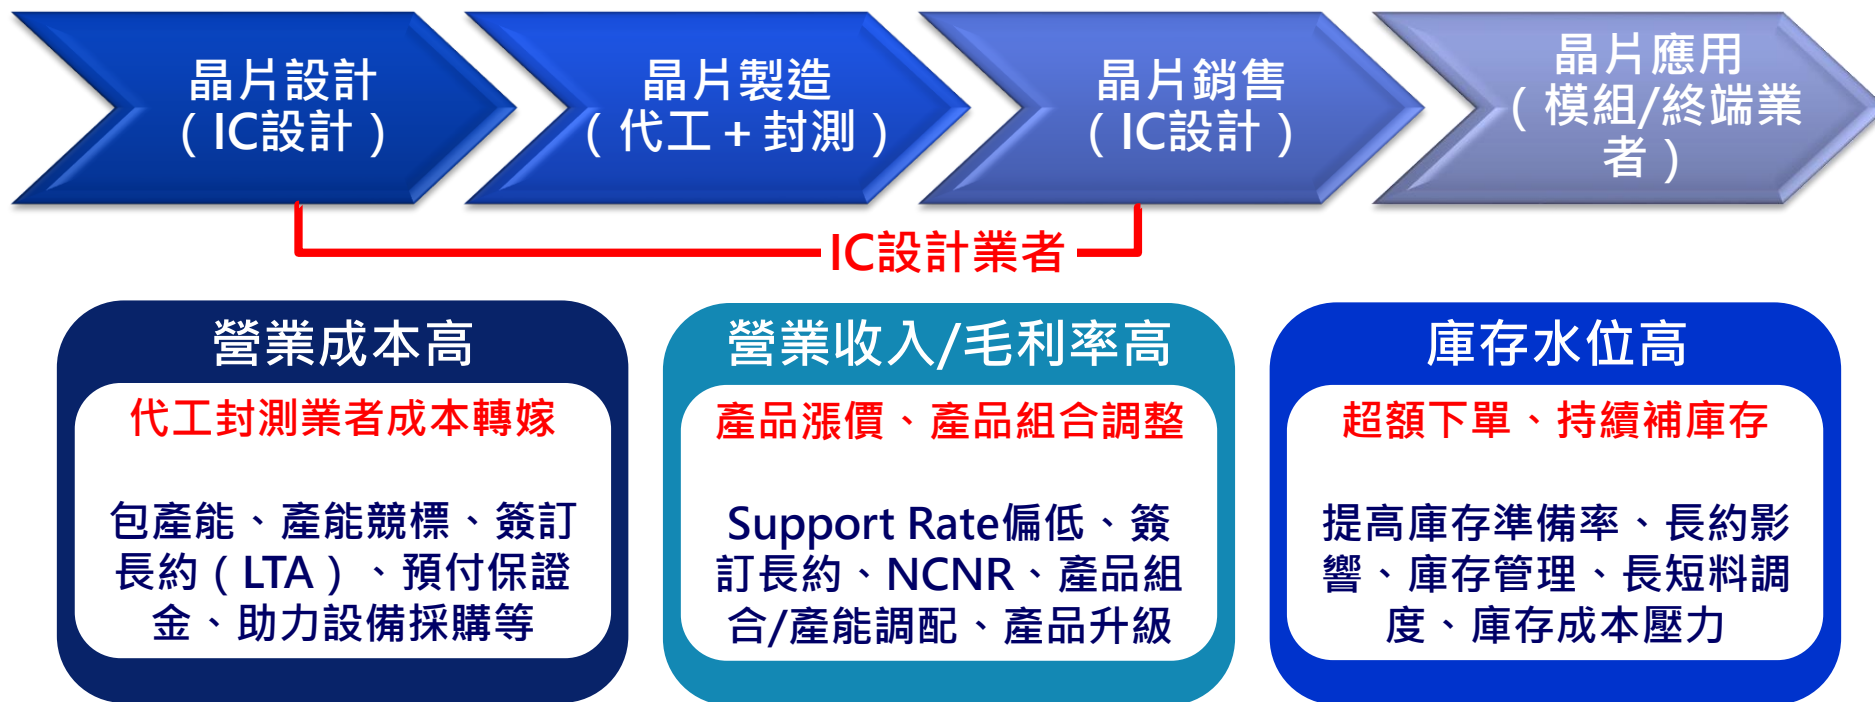 晶片設計
（IC設計）
晶片製造
（代工＋封測）
晶片銷售
（IC設計）
晶片應用
（模組/終端業
者）
IC設計業者
營業成本高
代工封測業者成本轉嫁
包產能、產能競標、簽訂
長約（LTA）、預付保證
金、助力設備採購等
營業收入/毛利率高
產品漲價、產品組合調整
Support Rate偏低、簽
訂長約、NCNR、產品組
合/產能調配、產品升級
庫存水位高
超額下單、持續補庫存
提高庫存準備率、長約影
響、庫存管理、長短料調
度、庫存成本壓力